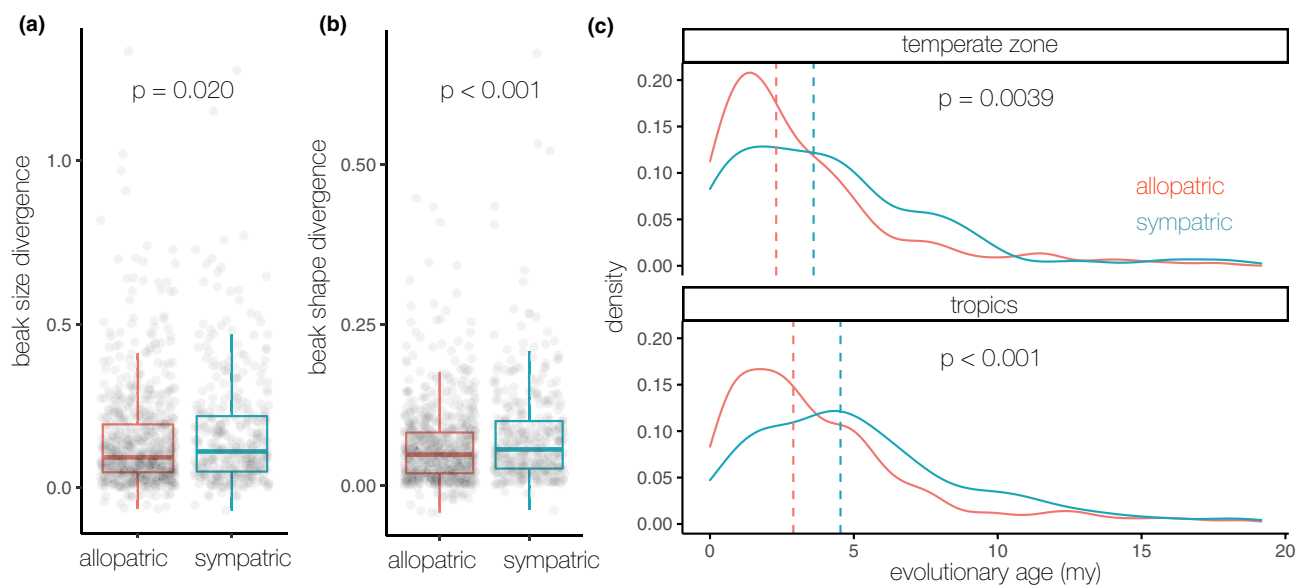 (a)
beak size divergence
1.0
0.5
0.0
p = 0.020
allopatric
sympatric
(b)
beak shape divergence
0.50
0.25
0.00
p < 0.001
allopatric
sympatric
(c)
temperate zone
0.20
0.15
0.10
0.05
0.00
p = 0.0039
allopatric
sympatric
density
tropics
0.20
0.15
0.10
0.05
0.00
p < 0.001
0
5
10
15
20
evolutionary age (my)